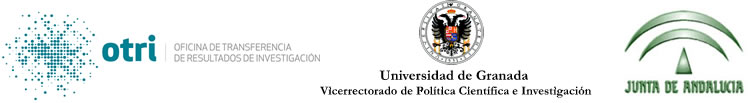 otri
OFICINA DE TRANSFERENCIA
DE RESULTADOS DE INVESTIGACIÓN
Universidad de Granada
Vicerrectorado de Política Científica e Investigación
JUNTA DE ANDALUCIA